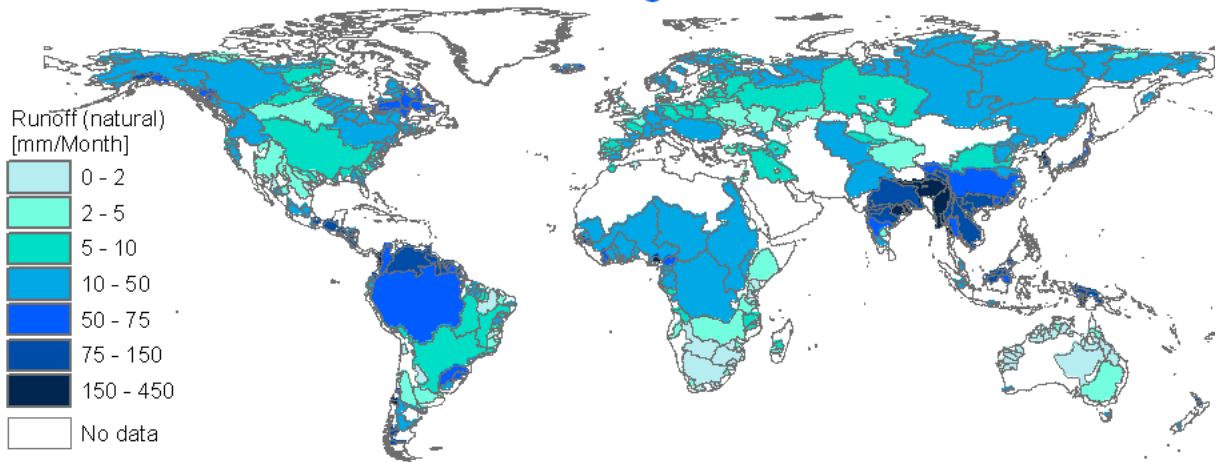 Runoff (natural)
[mm/Month]
0 - 2
2 - 5
5 - 10
10 - 50
50 - 75
75 - 150
150 - 450
No data